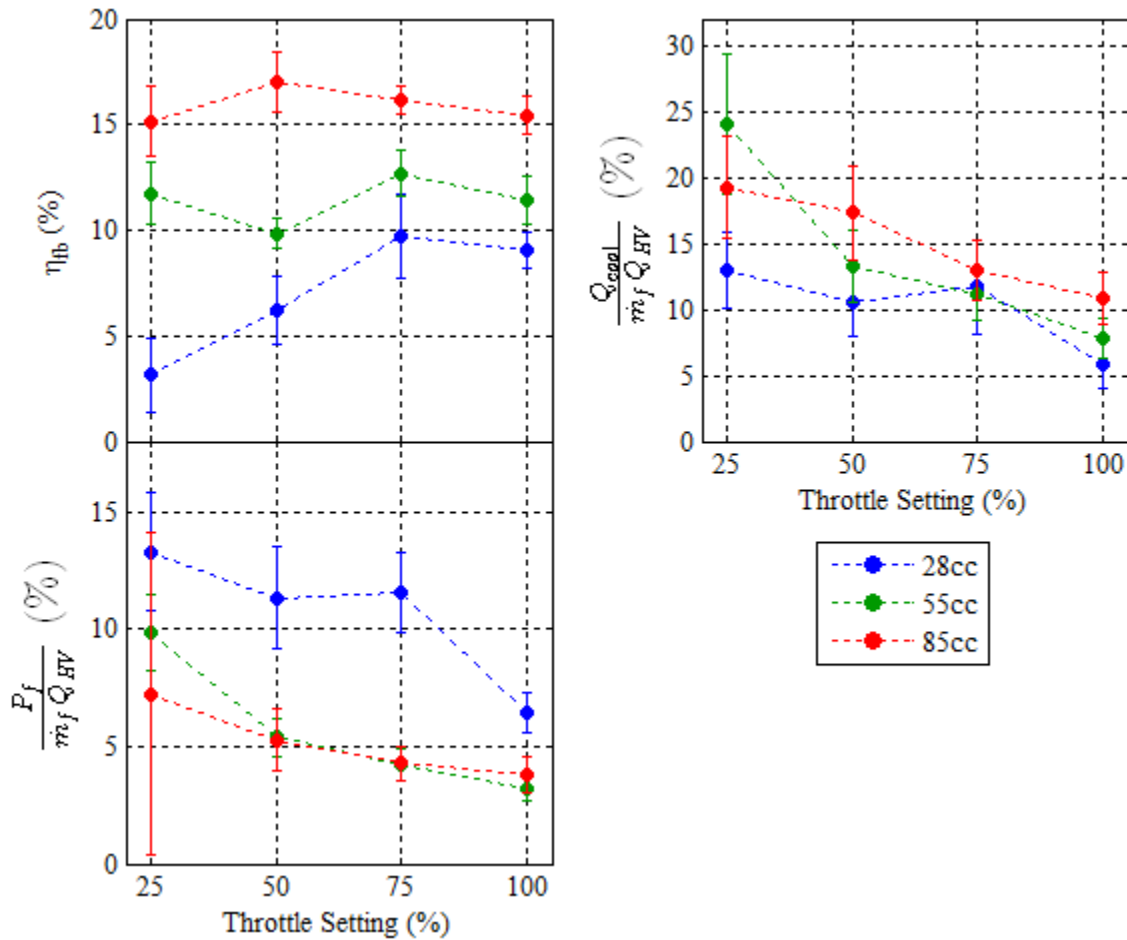 20
15
10
5
0
η_fb (%)
15
10
5
0
P_f / ṁ_f Q_HV (%)
25 50 75 100
Throttle Setting (%)
30
25
20
15
10
5
0
Q_cool / ṁ_f Q_HV (%)
25 50 75 100
Throttle Setting (%)
28cc
55cc
85cc